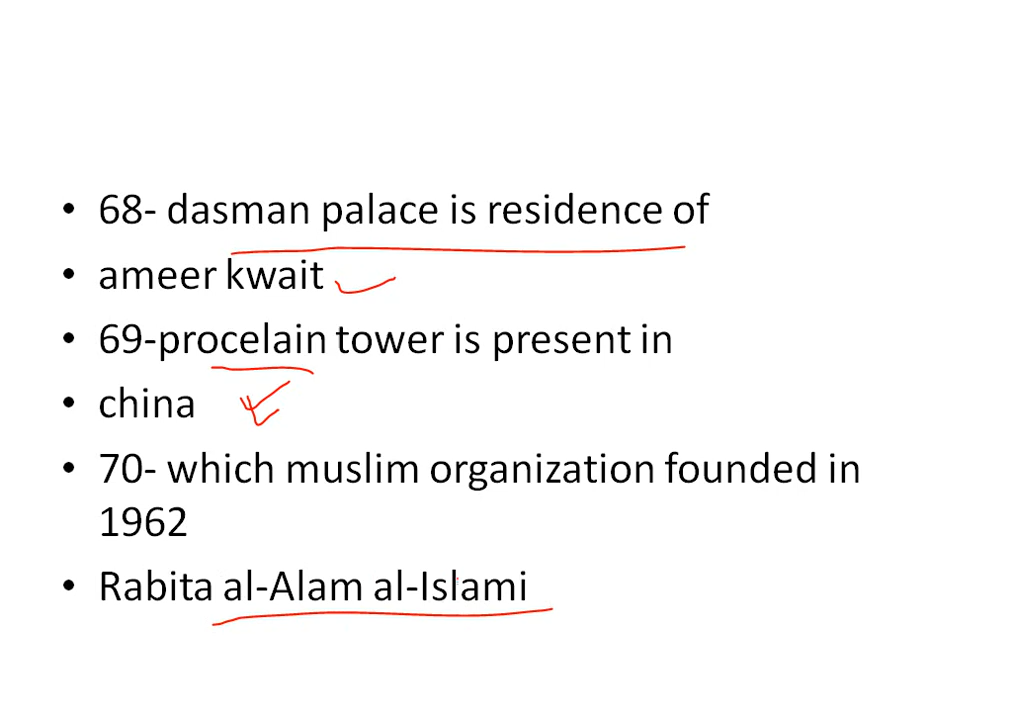 • 68- dasman palace is residence of
• ameer kwait
• 69-procelain tower is present in
• china
• 70- which muslim organization founded in
1962
• Rabita al-Alam al-Islami